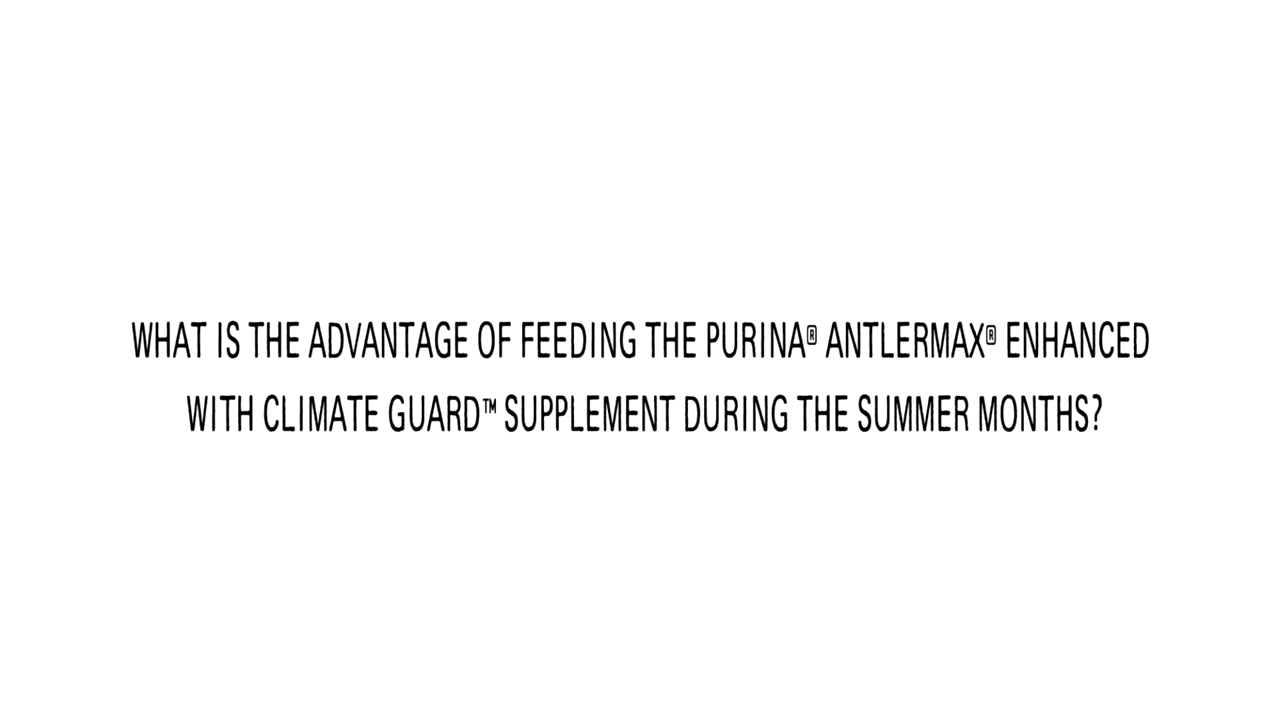 WHAT IS THE ADVANTAGE OF FEEDING THE PURINA® ANTLERMAX® ENHANCED
WITH CLIMATE GUARD™ SUPPLEMENT DURING THE SUMMER MONTHS?